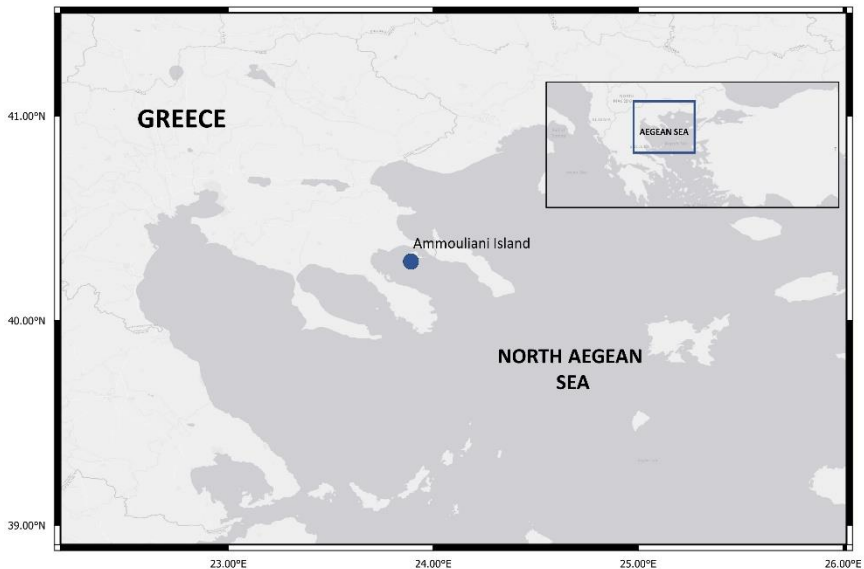 41.00°N
GREECE
AEGEAN SEA
Ammouliani Island
40.00°N
NORTH AEGEAN
SEA
39.00°N
23.00°E
24.00°E
25.00°E
26.00°E